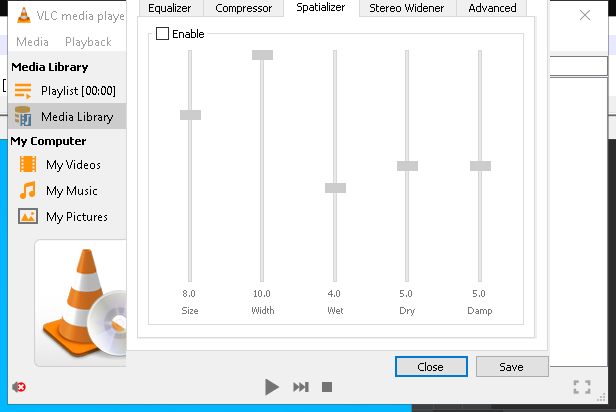 VLC media playe
Equalizer Compressor Spatializer Stereo Widener Advanced
Media Playback
Enable
Media Library
Playlist [00:00]
Media Library
My Computer
My Videos
My Music
My Pictures
8.0 10.0 4.0 5.0 5.0
Size Width Wet Dry Damp
Close Save